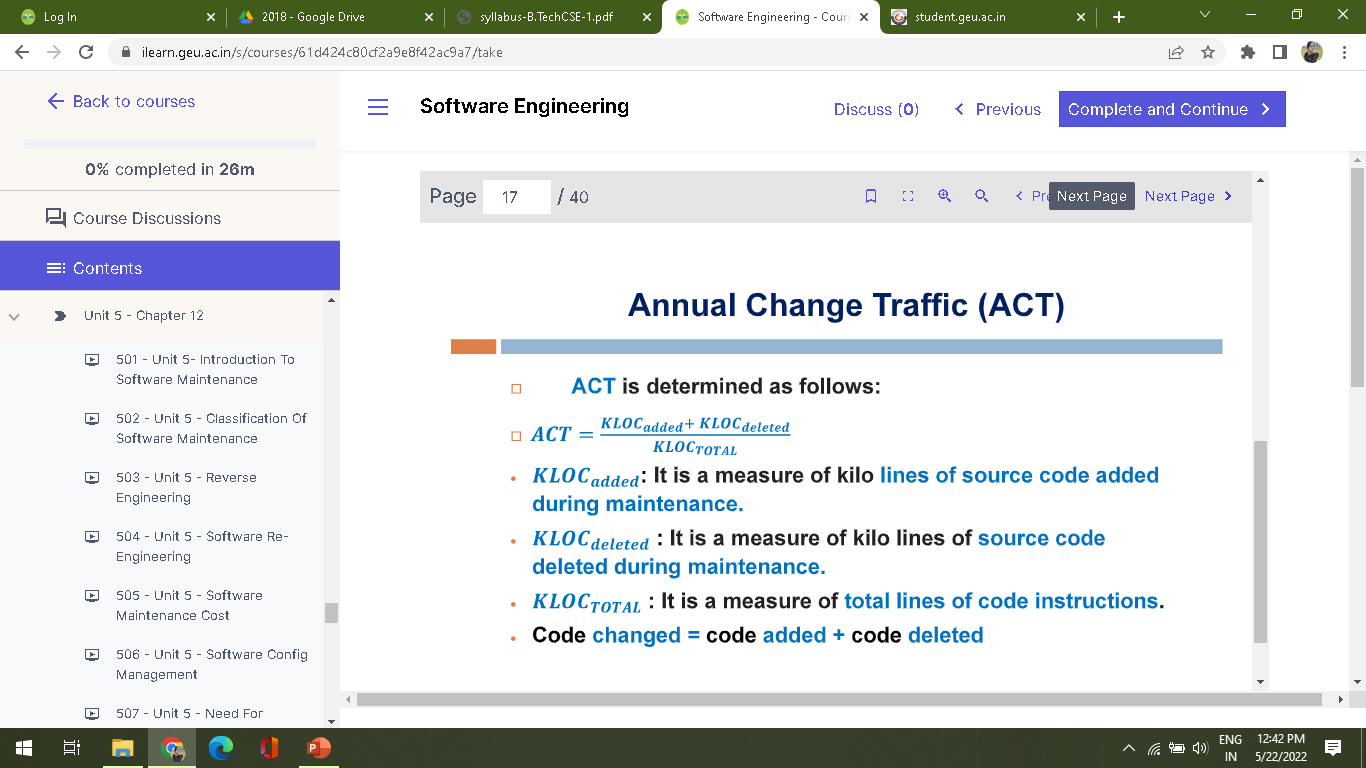 Log In
2018 - Google Drive
syllabus-B.TechCSE-1.pdf
Software Engineering - Cour
student.geu.ac.in
ilearn.geu.ac.in/s/courses/61d424c80cf2a9e8f42ac9a7/take
Back to courses
0% completed in 26m
Course Discussions
Contents
Unit 5 - Chapter 12
501 - Unit 5- Introduction To
Software Maintenance
502 - Unit 5 - Classification Of
Software Maintenance
503 - Unit 5 - Reverse
Engineering
504 - Unit 5 - Software Re-
Engineering
505 - Unit 5 - Software
Maintenance Cost
506 - Unit 5 - Software Config
Management
507 - Unit 5 - Need For
Software Engineering
Discuss (0)
Previous
Complete and Continue
Page 17 / 40
Pre
Next Page
Next Page
Annual Change Traffic (ACT)
ACT is determined as follows:
ACT = (KLOC_added + KLOC_deleted) / KLOC_TOTAL
KLOC_added: It is a measure of kilo lines of source code added
during maintenance.
KLOC_deleted : It is a measure of kilo lines of source code
deleted during maintenance.
KLOC_TOTAL : It is a measure of total lines of code instructions.
Code changed = code added + code deleted
ENG
IN
12:42 PM
5/22/2022